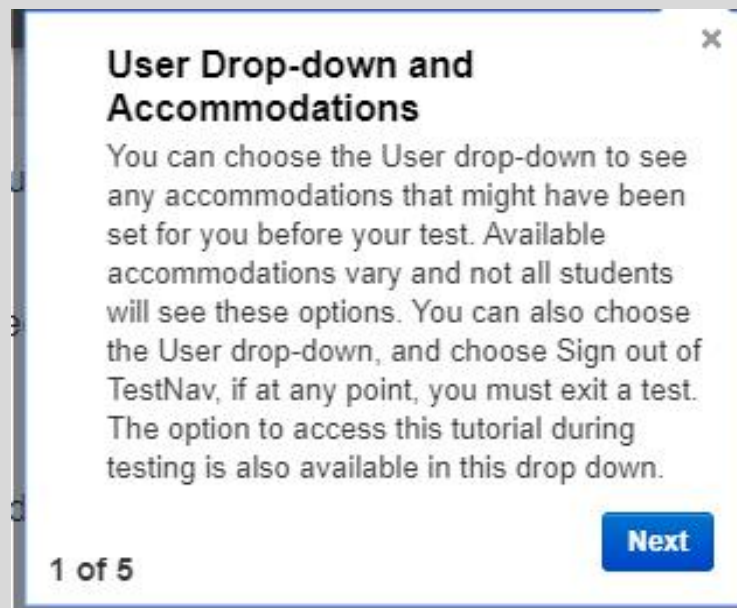 ×
User Drop-down and
Accommodations
You can choose the User drop-down to see
any accommodations that might have been
set for you before your test. Available
accommodations vary and not all students
will see these options. You can also choose
the User drop-down, and choose Sign out of
TestNav, if at any point, you must exit a test.
The option to access this tutorial during
testing is also available in this drop down.
Next
1 of 5